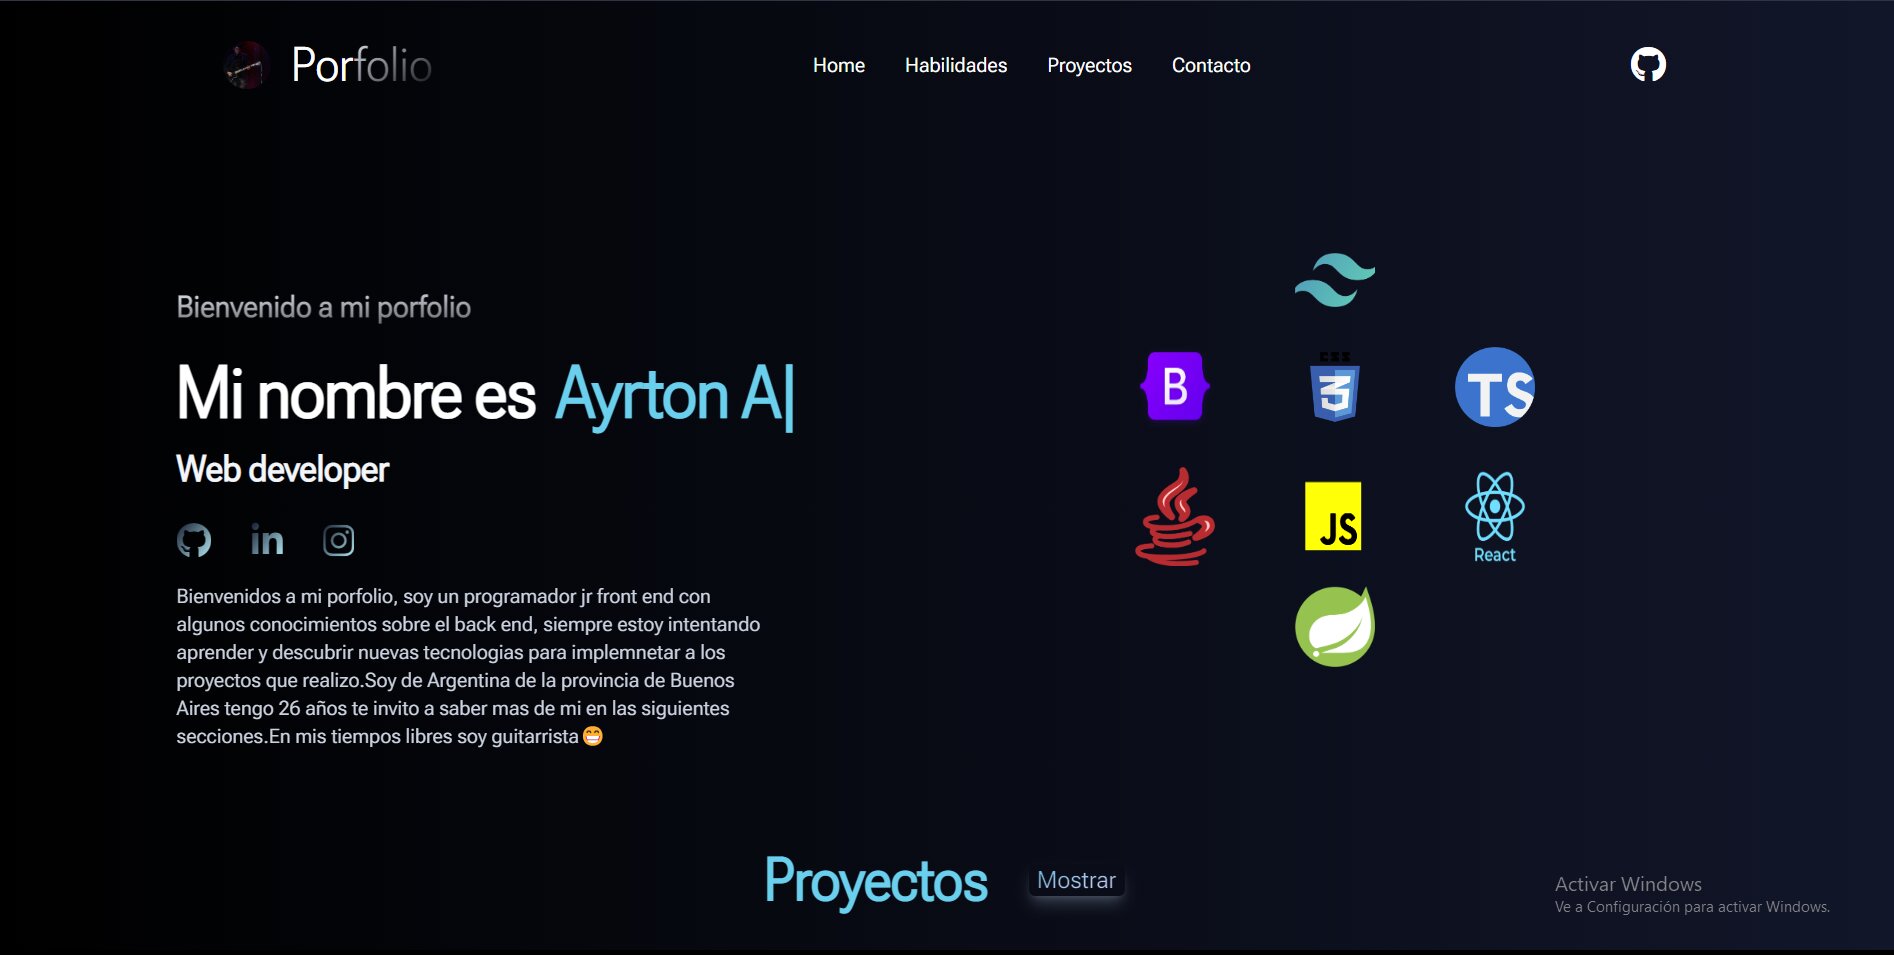 Porfolio
Home
Habilidades
Proyectos
Contacto
Bienvenido a mi porfolio
Mi nombre es Ayrton A|
Web developer
in
Bienvenidos a mi porfolio, soy un programador jr front end con
algunos conocimientos sobre el back end, siempre estoy intentando
aprender y descubrir nuevas tecnologias para implemnetar a los
proyectos que realizo.Soy de Argentina de la provincia de Buenos
Aires tengo 26 años te invito a saber mas de mi en las siguientes
secciones.En mis tiempos libres soy guitarrista 😁
B
CSS
3
TS
JS
React
Proyectos
Mostrar
Activar Windows
Ve a Configuración para activar Windows.